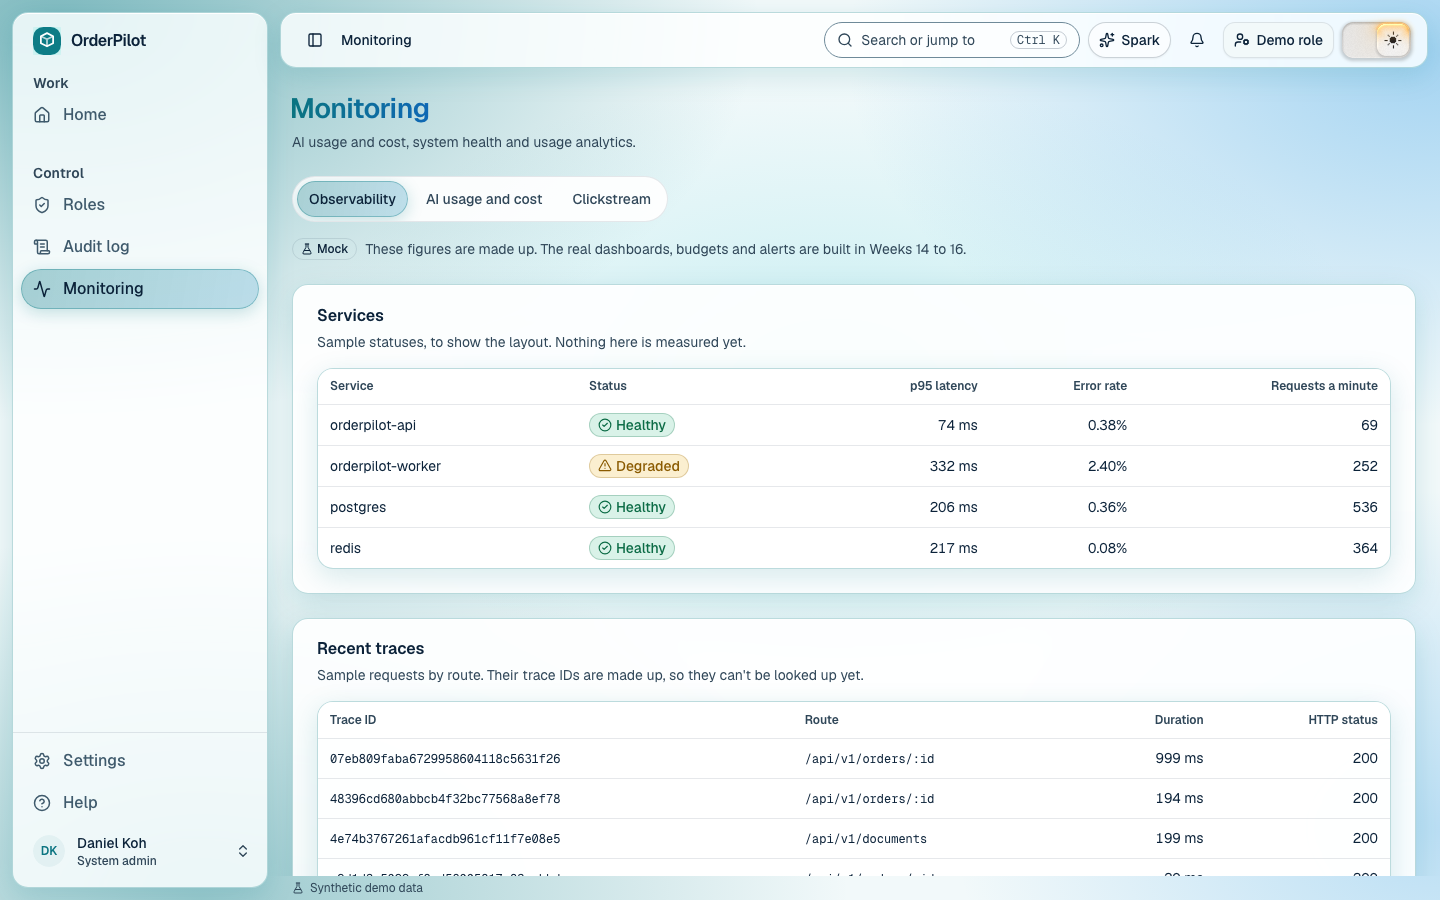 OrderPilot
Work
Home
Control
Roles
Audit log
Monitoring
Settings
Help
DK
Daniel Koh
System admin
Monitoring
Search or jump to
Ctrl K
Spark
Demo role
Monitoring
AI usage and cost, system health and usage analytics.
Observability
AI usage and cost
Clickstream
Mock
These figures are made up. The real dashboards, budgets and alerts are built in Weeks 14 to 16.
Services
Sample statuses, to show the layout. Nothing here is measured yet.
Service Status p95 latency Error rate Requests a minute
orderpilot-api Healthy 74 ms 0.38% 69
orderpilot-worker Degraded 332 ms 2.40% 252
postgres Healthy 206 ms 0.36% 536
redis Healthy 217 ms 0.08% 364
Recent traces
Sample requests by route. Their trace IDs are made up, so they can't be looked up yet.
Trace ID Route Duration HTTP status
07eb809faba6729958604118c5631f26 /api/v1/orders/:id 999 ms 200
48396cd680abbcb4f32bc77568a8ef78 /api/v1/orders/:id 194 ms 200
4e74b3767261afacdb961cf11f7e08e5 /api/v1/documents 199 ms 200
Synthetic demo data